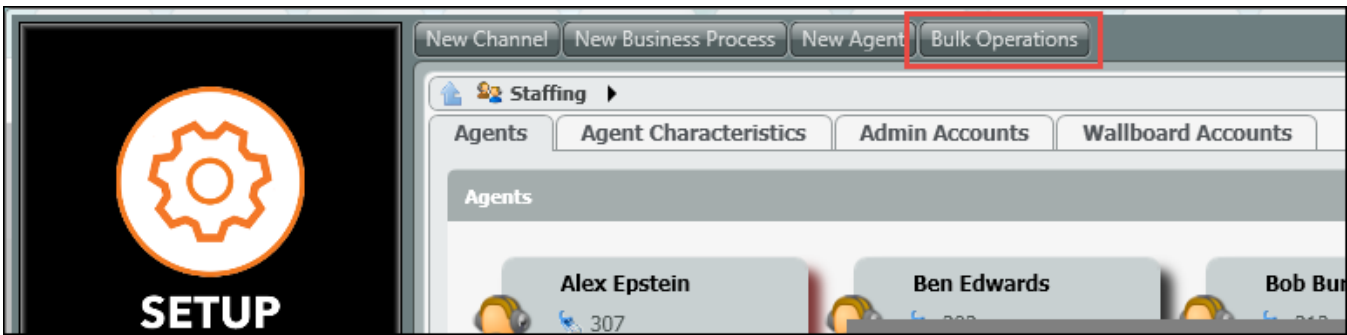 New Channel New Business Process New Agent Bulk Operations
Staffing
Agents Agent Characteristics Admin Accounts Wallboard Accounts
Agents
Alex Epstein Ben Edwards Bob
307
SETUP